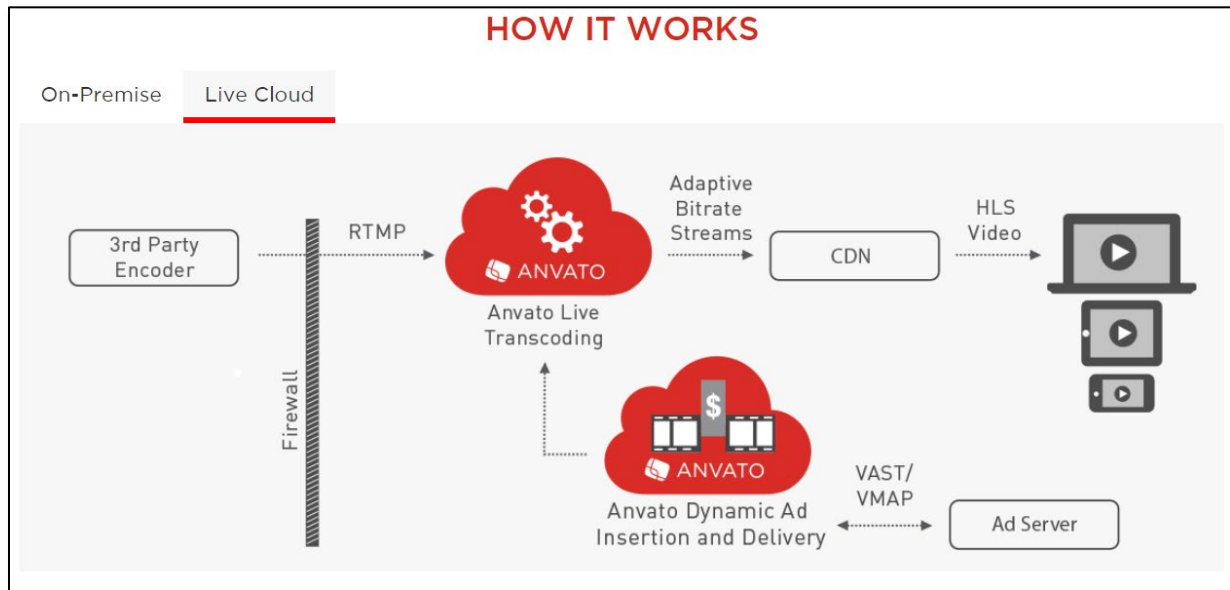 HOW IT WORKS
On-Premise
Live Cloud
3rd Party
Encoder
Firewall
RTMP
ANVATO
Anvato Live
Transcoding
Adaptive
Bitrate
Streams
CDN
HLS
Video
$
ANVATO
Anvato Dynamic Ad
Insertion and Delivery
VAST/
VMAP
Ad Server